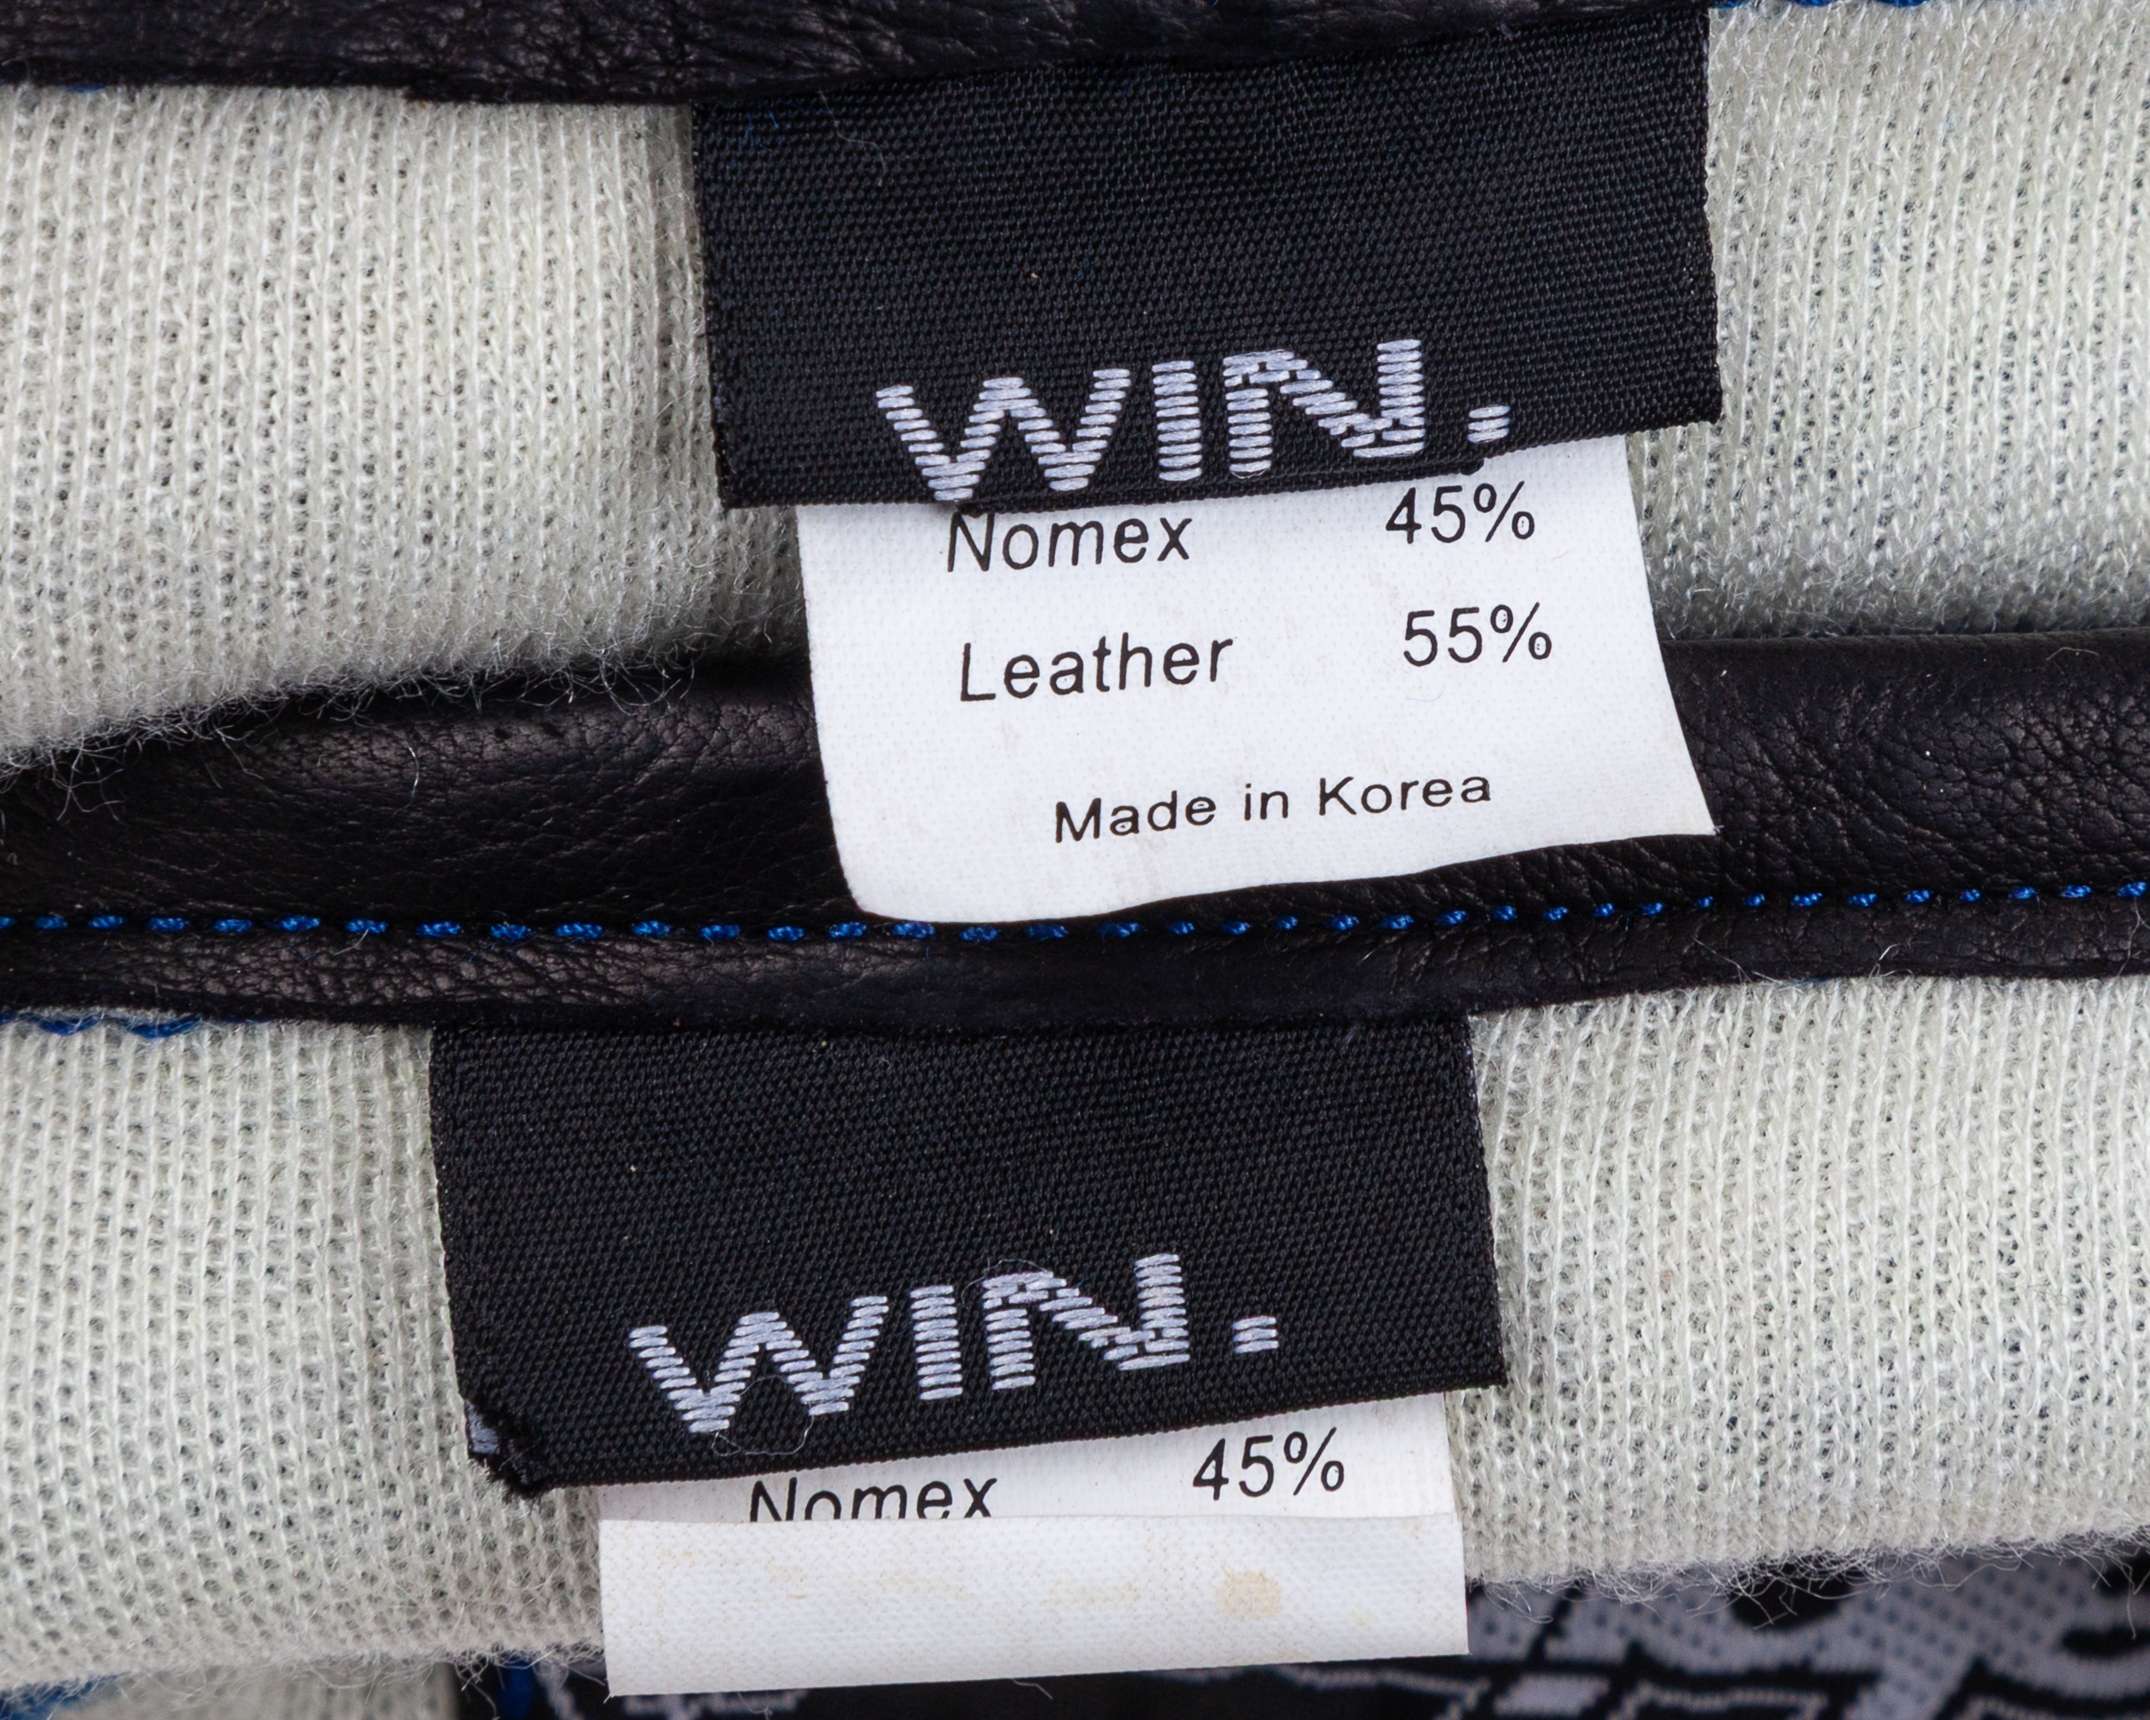 WIN.
Nomex 45%
Leather 55%
Made in Korea
WIN.
Nomex 45%